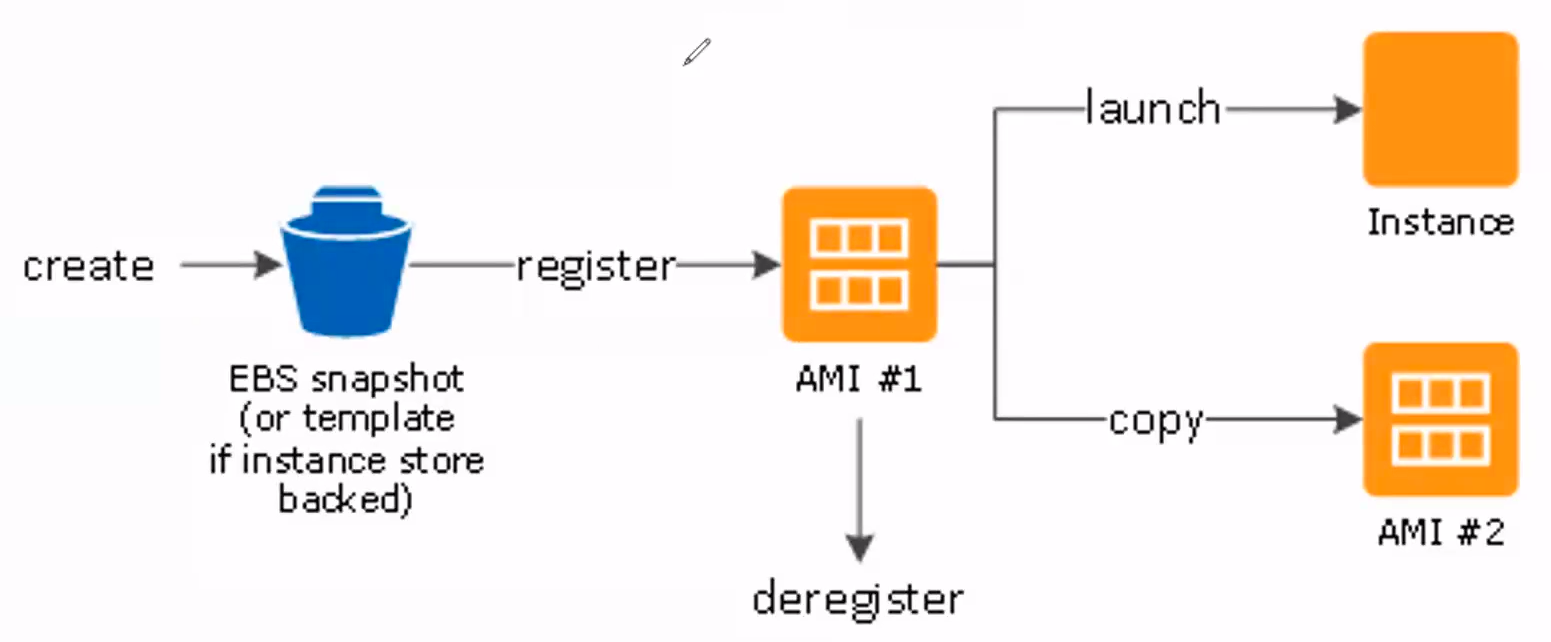 create
EBS snapshot
(or template
if instance store
backed)
register
AMI #1
deregister
launch
Instance
copy
AMI #2